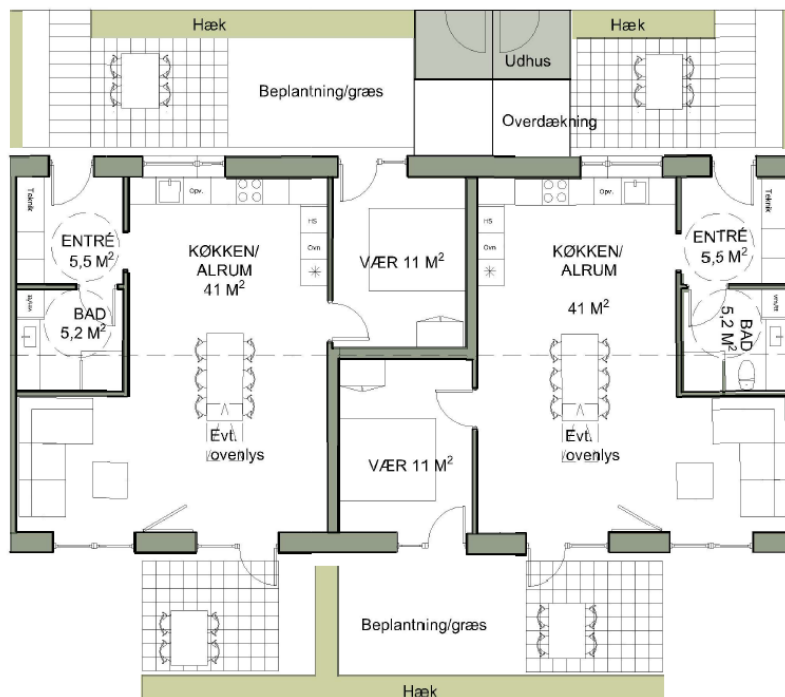 Hæk
Hæk
Udhus
Beplantning/græs
Overdækning
Teknik
Opv.
Opv.
Teknik
HS
HS
ENTRÉ
5,5 M²
KØKKEN/
ALRUM
41 M²
Ovn
VÆR 11 M²
Ovn
KØKKEN/
ALRUM
41 M²
ENTRÉ
5,5 M²
BAD
5,2 M²
BAD
5,2 M²
Evt.
ovenlys
VÆR 11 M²
Evt.
ovenlys
Beplantning/græs
Hæk